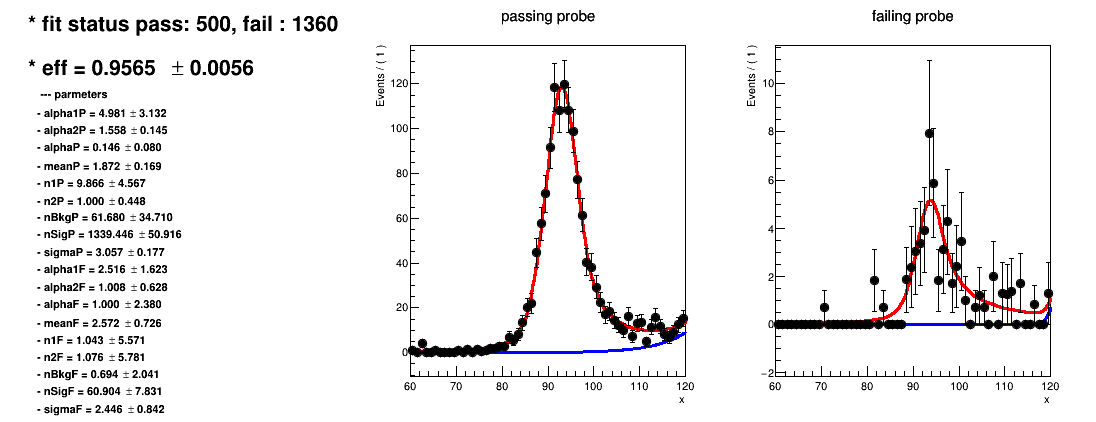 * fit status pass: 500, fail : 1360
* eff = 0.9565 ± 0.0056
--- parmeters
- alpha1P = 4.981 ± 3.132
- alpha2P = 1.558 ± 0.145
- alphaP = 0.146 ± 0.080
- meanP = 1.872 ± 0.169
- n1P = 9.866 ± 4.567
- n2P = 1.000 ± 0.448
- nBkgP = 61.680 ± 34.710
- nSigP = 1339.446 ± 50.916
- sigmaP = 3.057 ± 0.177
- alpha1F = 2.516 ± 1.623
- alpha2F = 1.008 ± 0.628
- alphaF = 1.000 ± 2.380
- meanF = 2.572 ± 0.726
- n1F = 1.043 ± 5.571
- n2F = 1.076 ± 5.781
- nBkgF = 0.694 ± 2.041
- nSigF = 60.904 ± 7.831
- sigmaF = 2.446 ± 0.842
passing probe
Events / ( 1 )
120
100
80
60
40
20
0
60 70 80 90 100 110 120
x
failing probe
Events / ( 1 )
10
8
6
4
2
0
−2
60 70 80 90 100 110 120
x